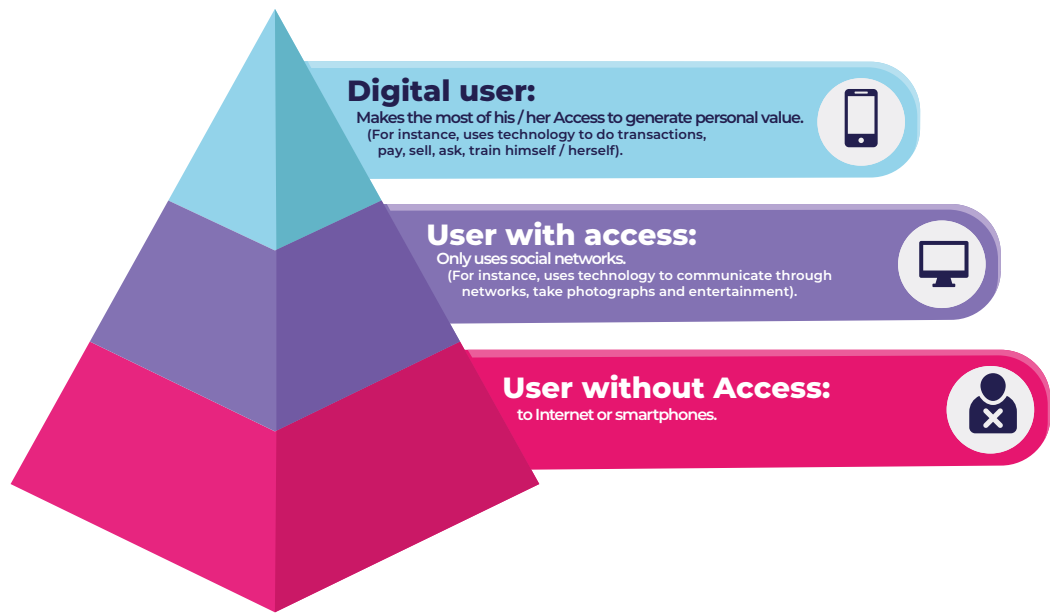 Digital user:
Makes the most of his / her Access to generate personal value.
(For instance, uses technology to do transactions,
pay, sell, ask, train himself / herself).
User with access:
Only uses social networks.
(For instance, uses technology to communicate through
networks, take photographs and entertainment).
User without Access:
to Internet or smartphones.